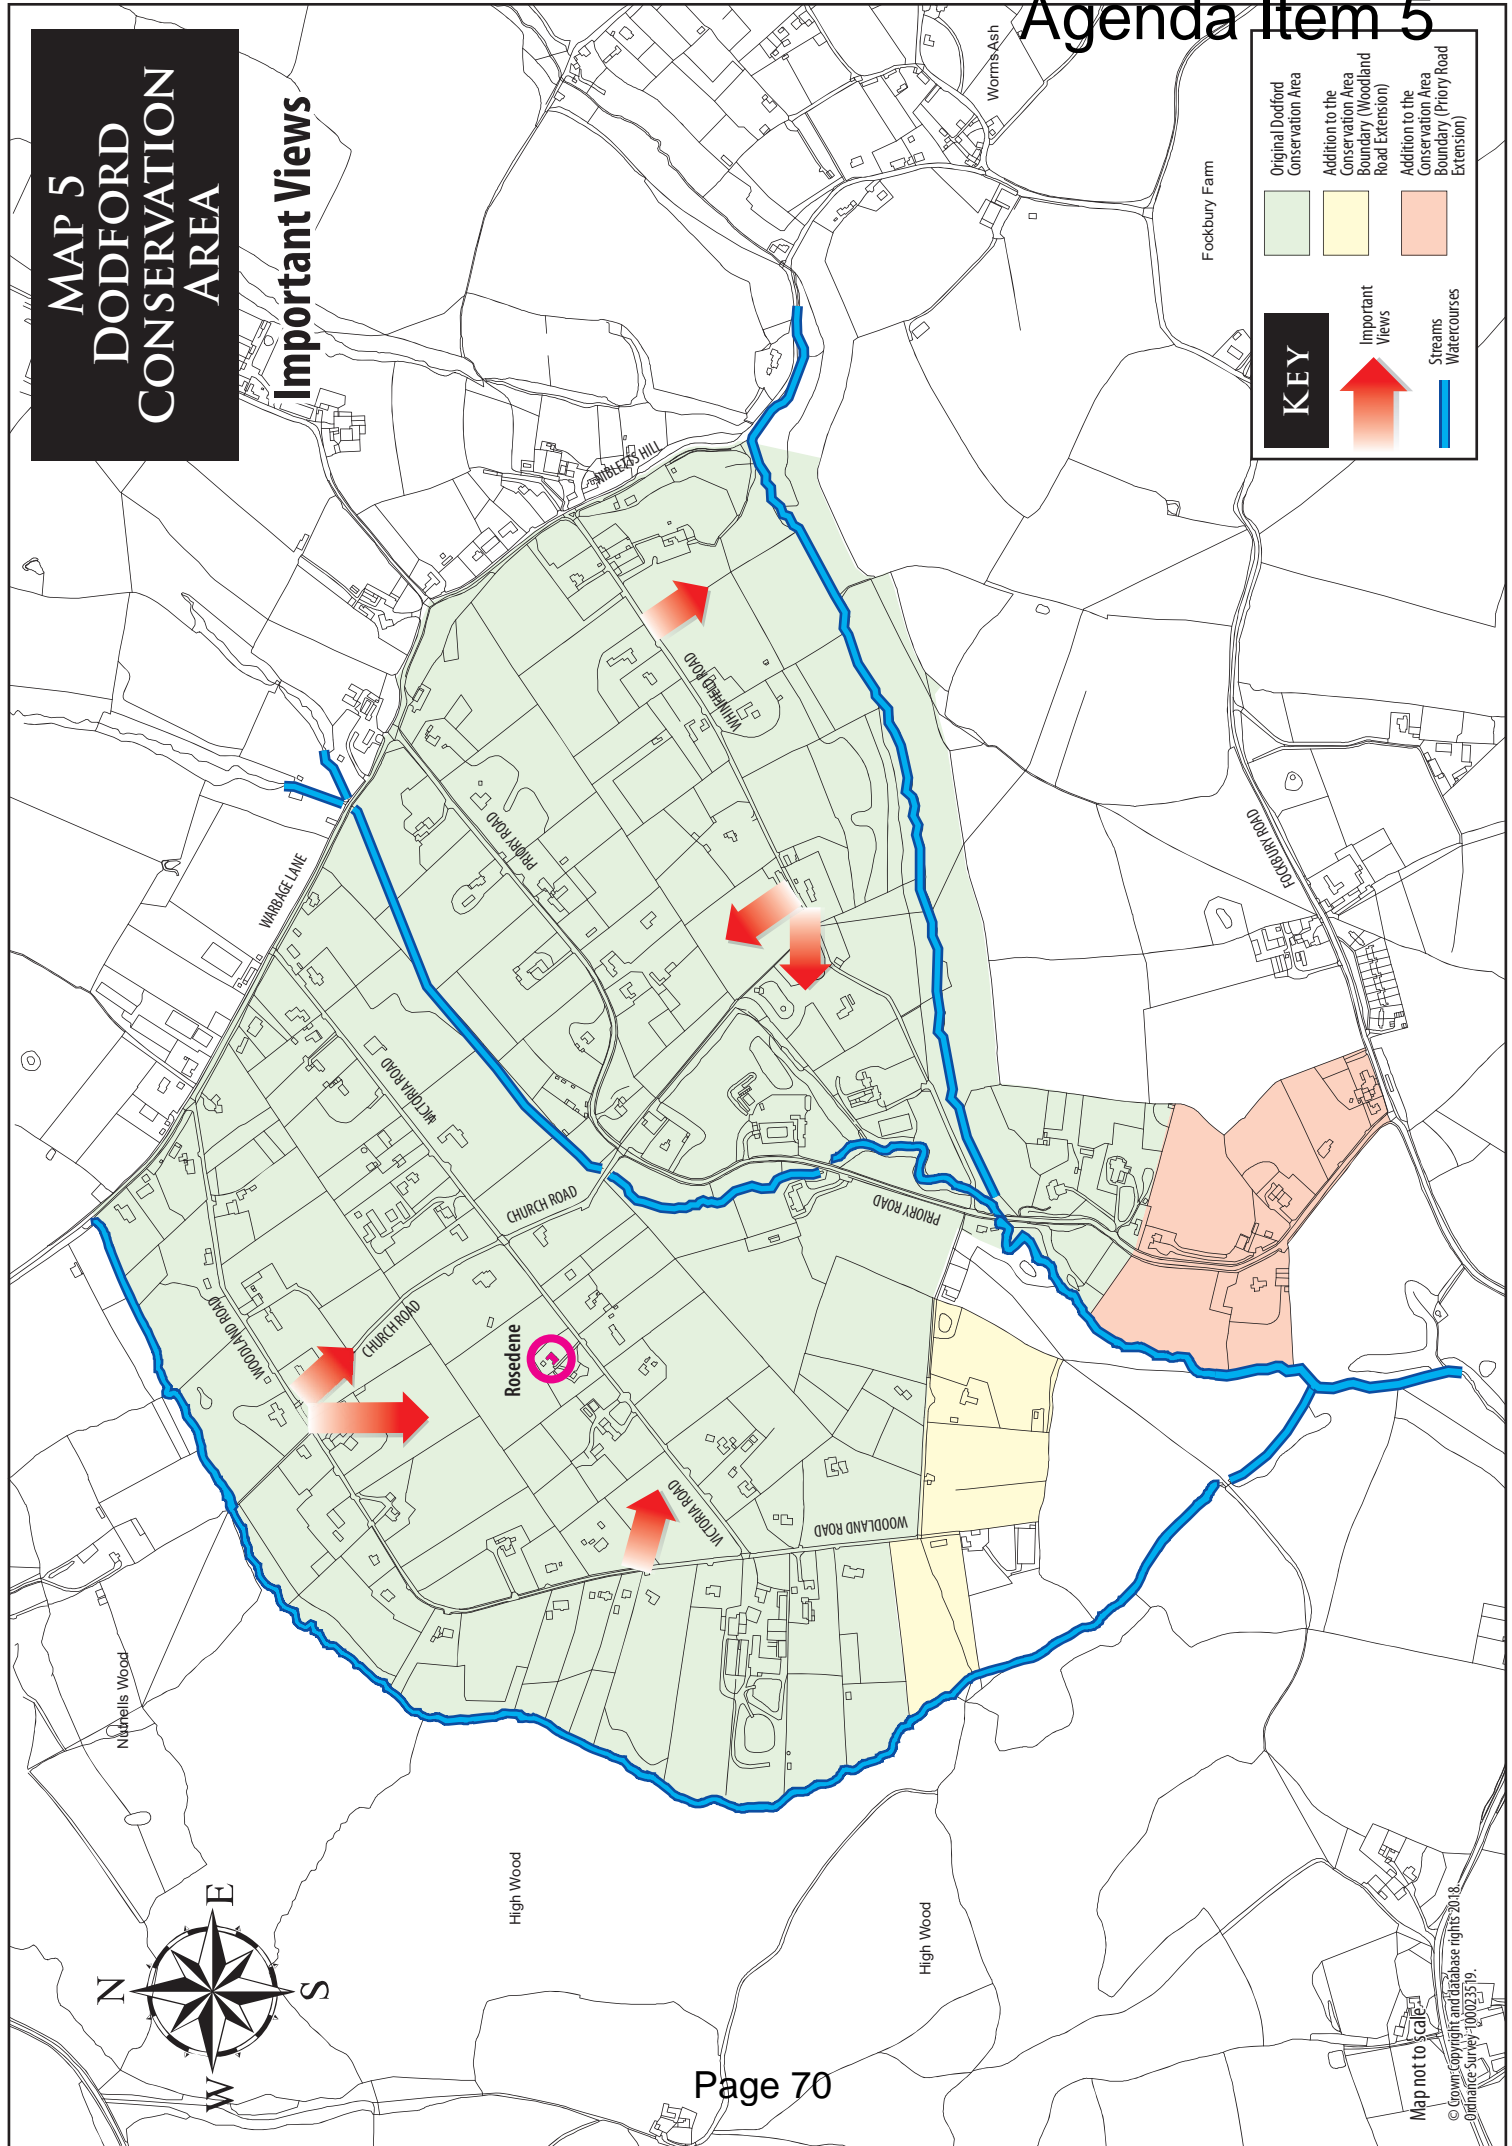 Agenda Item 5
MAP 5
DODFORD
CONSERVATION
AREA
Important Views
Worms Ash
Fockbury Farm
NIBLETTS HILL
WHINFIELD ROAD
PRIORY ROAD
WARBAGE LANE
VICTORIA ROAD
CHURCH ROAD
PRIORY ROAD
FOCKBURY ROAD
WOODLAND ROAD
CHURCH ROAD
Rosedene
1
VICTORIA ROAD
WOODLAND ROAD
Nutnells Wood
High Wood
High Wood
N
E
S
W
KEY
Important
Views
Streams
Watercourses
Original Dodford
Conservation Area
Addition to the
Conservation Area
Boundary (Woodland
Road Extension)
Addition to the
Conservation Area
Boundary (Priory Road
Extension)
Map not to scale.
© Crown Copyright and database rights 2018.
Ordnance Survey 100023519.
Page 70